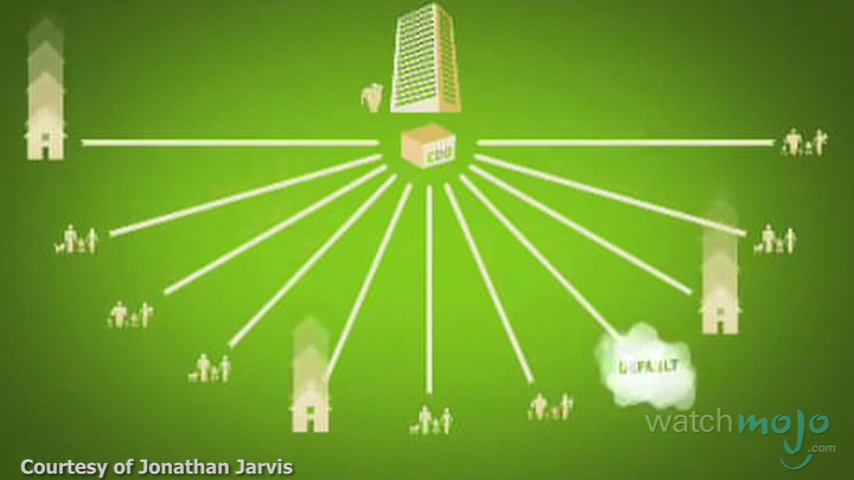 CDO
DEFAULT
watchmojo
.com
Courtesy of Jonathan Jarvis